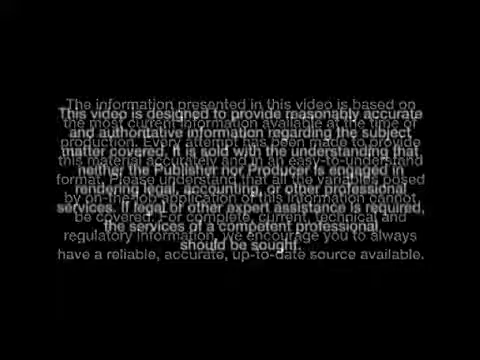 The information presented in this video is based on
the most current information available at the time of
production. Every attempt has been made to provide
this material accurately and in an easy-to-understand
format. Please understand that all the variables posed
by on-the-job application of this information cannot
be covered. For complete, current, technical and
regulatory information, we encourage you to always
have a reliable, accurate, up-to-date source available.
This video is designed to provide reasonably accurate
and authoritative information regarding the subject
matter covered. It is sold with the understanding that
neither the Publisher or Producer is engaged in
rendering legal, accounting, or other professional
services. If legal or other expert assistance is required,
the services of a competent professional
should be sought.